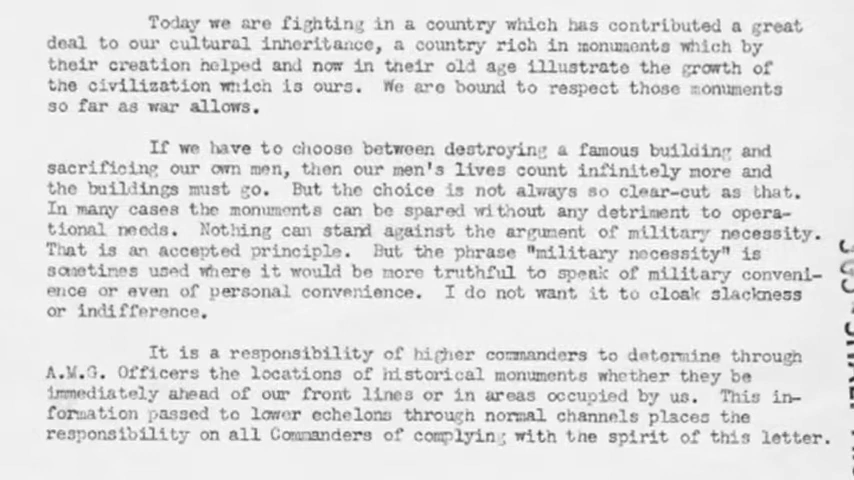 Today we are fighting in a country which has contributed a great
deal to our cultural inheritance, a country rich in monuments which by
their creation helped and now in their old age illustrate the growth of
the civilization which is ours. We are bound to respect those monuments
so far as war allows.
If we have to choose between destroying a famous building and
sacrificing our own men, then our men's lives count infinitely more and
the buildings must go. But the choice is not always so clear-cut as that.
In many cases the monuments can be spared without any detriment to opera-
tional needs. Nothing can stand against the argument of military necessity.
That is an accepted principle. But the phrase "military necessity" is
sometimes used where it would be more truthful to speak of military conveni-
ence or even of personal convenience. I do not want it to cloak slackness
or indifference.
It is a responsibility of higher commanders to determine through
A.M.G. Officers the locations of historical monuments whether they be
immediately ahead of our front lines or in areas occupied by us. This in-
formation passed to lower echelons through normal channels places the
responsibility on all Commanders of complying with the spirit of this letter.